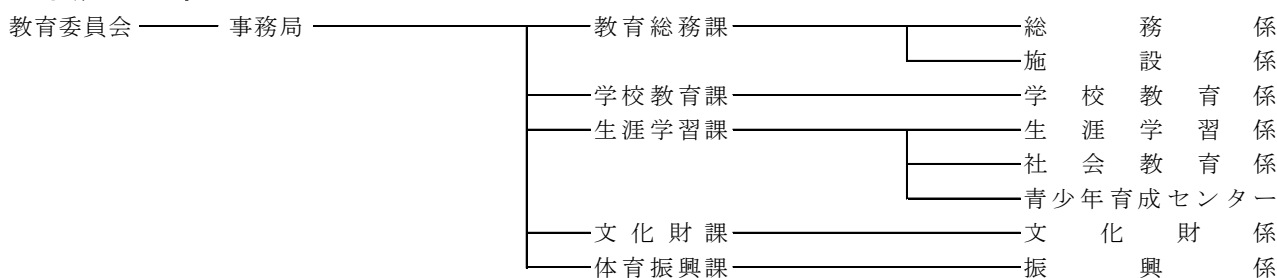 教育委員会 事務局 教育総務課 総務係
施設係
学校教育課 学校教育係
生涯学習課 生涯学習係
社会教育係
青少年育成センター
文化財課 文化財係
体育振興課 振興係